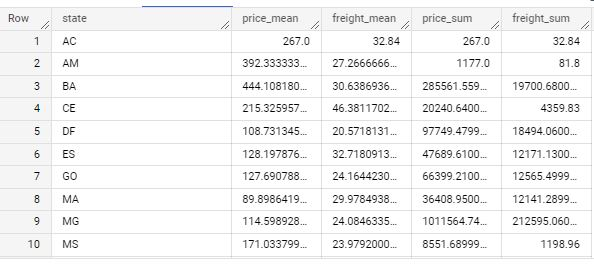 Row state price_mean freight_mean price_sum freight_sum
1 AC 267.0 32.84 267.0 32.84
2 AM 392.333333... 27.2666666... 1177.0 81.8
3 BA 444.108180... 30.6386936... 285561.559... 19700.6800...
4 CE 215.325957... 46.3811702... 20240.6400... 4359.83
5 DF 108.731345... 20.5718131... 97749.4799... 18494.0600...
6 ES 128.197876... 32.7180913... 47689.6100... 12171.1300...
7 GO 127.690788... 24.1644230... 66399.2100... 12565.4999...
8 MA 89.8986419... 29.9784938... 36408.9500... 12141.2899...
9 MG 114.598928... 24.0846335... 1011564.74... 212595.060...
10 MS 171.033799... 23.9792000... 8551.68999... 1198.96